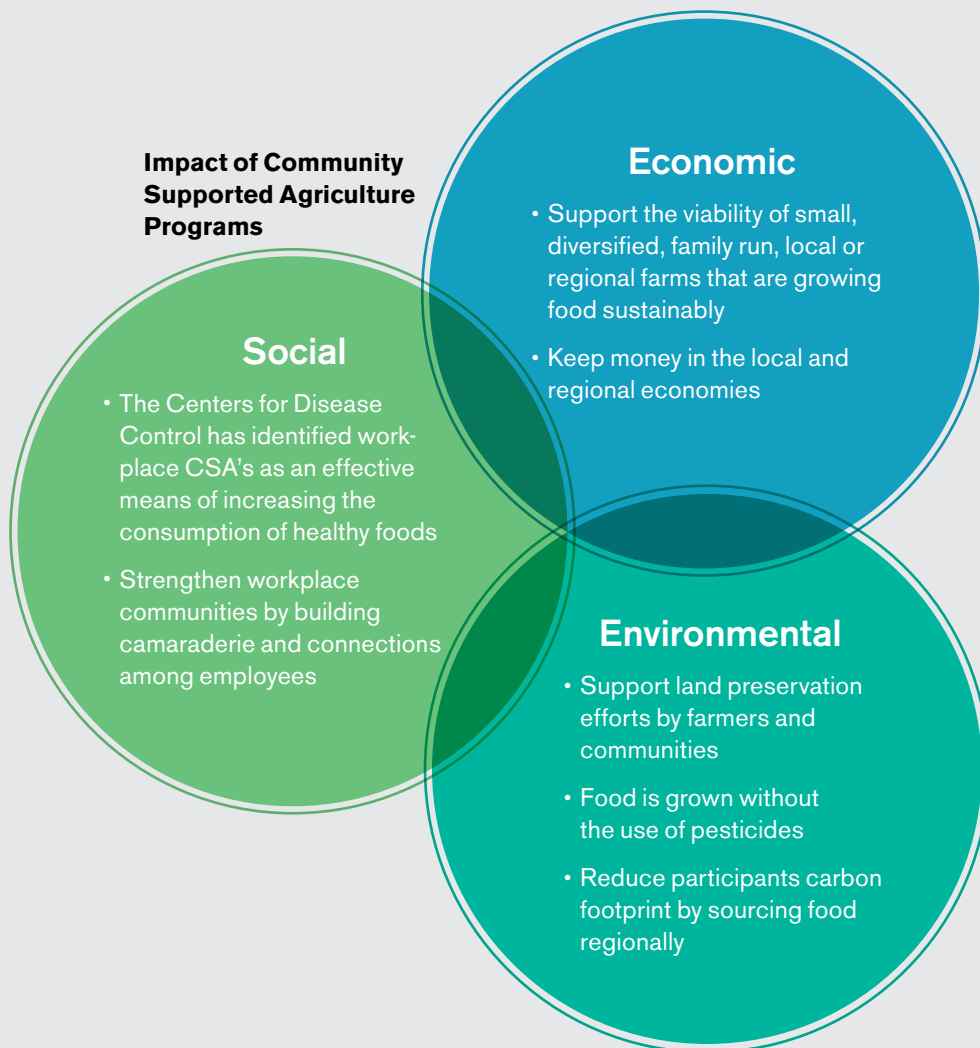 Impact of Community
Supported Agriculture
Programs
Economic
• Support the viability of small,
diversified, family run, local or
regional farms that are growing
food sustainably
• Keep money in the local and
regional economies
Social
• The Centers for Disease
Control has identified work-
place CSA's as an effective
means of increasing the
consumption of healthy foods
• Strengthen workplace
communities by building
camaraderie and connections
among employees
Environmental
• Support land preservation
efforts by farmers and
communities
• Food is grown without
the use of pesticides
• Reduce participants carbon
footprint by sourcing food
regionally